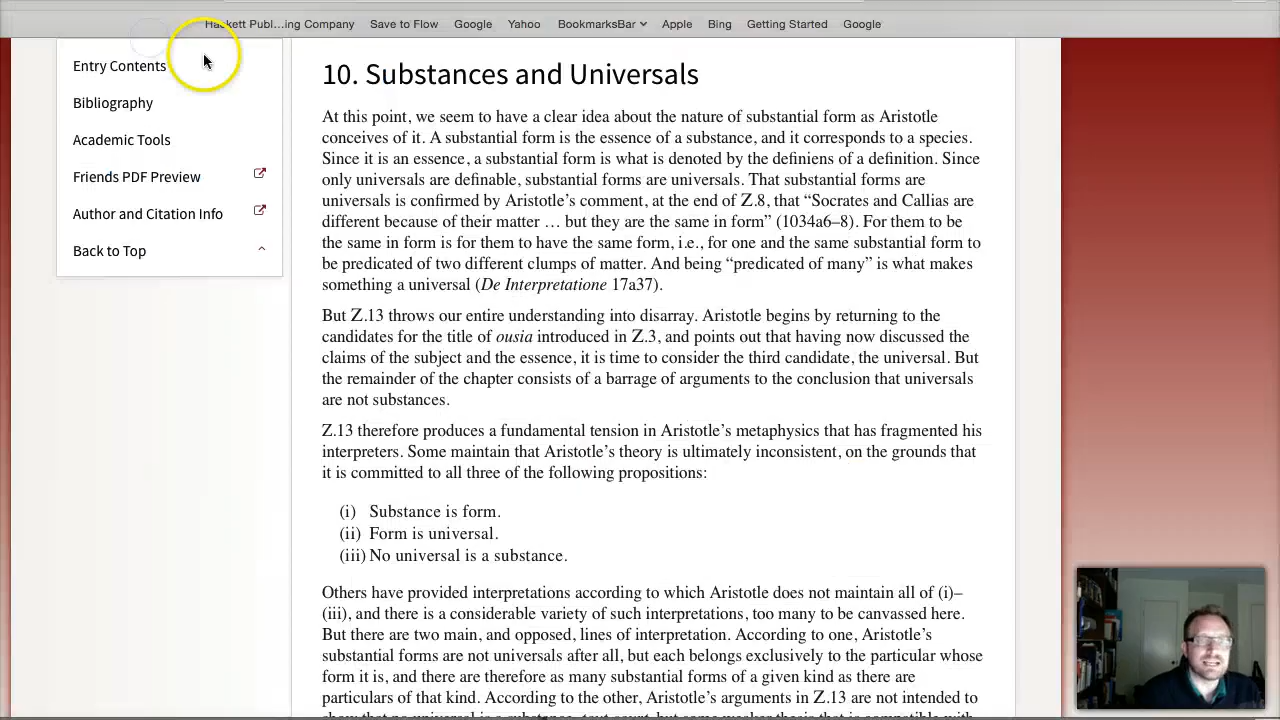 Hackett Publ...ing Company Save to Flow Google Yahoo BookmarksBar Apple Bing Getting Started Google
Entry Contents
Bibliography
Academic Tools
Friends PDF Preview
Author and Citation Info
Back to Top
10. Substances and Universals
At this point, we seem to have a clear idea about the nature of substantial form as Aristotle
conceives of it. A substantial form is the essence of a substance, and it corresponds to a species.
Since it is an essence, a substantial form is what is denoted by the definiens of a definition. Since
only universals are definable, substantial forms are universals. That substantial forms are
universals is confirmed by Aristotle’s comment, at the end of Ζ.8, that “Socrates and Callias are
different because of their matter … but they are the same in form” (1034a6–8). For them to be
the same in form is for them to have the same form, i.e., for one and the same substantial form to
be predicated of two different clumps of matter. And being “predicated of many” is what makes
something a universal (De Interpretatione 17a37).
But Ζ.13 throws our entire understanding into disarray. Aristotle begins by returning to the
candidates for the title of ousia introduced in Ζ.3, and points out that having now discussed the
claims of the subject and the essence, it is time to consider the third candidate, the universal. But
the remainder of the chapter consists of a barrage of arguments to the conclusion that universals
are not substances.
Ζ.13 therefore produces a fundamental tension in Aristotle’s metaphysics that has fragmented his
interpreters. Some maintain that Aristotle’s theory is ultimately inconsistent, on the grounds that
it is committed to all three of the following propositions:
(i) Substance is form.
(ii) Form is universal.
(iii) No universal is a substance.
Others have provided interpretations according to which Aristotle does not maintain all of (i)–
(iii), and there is a considerable variety of such interpretations, too many to be canvassed here.
But there are two main, and opposed, lines of interpretation. According to one, Aristotle’s
substantial forms are not universals after all, but each belongs exclusively to the particular whose
form it is, and there are therefore as many substantial forms of a given kind as there are
particulars of that kind. According to the other, Aristotle’s arguments in Ζ.13 are not intended to